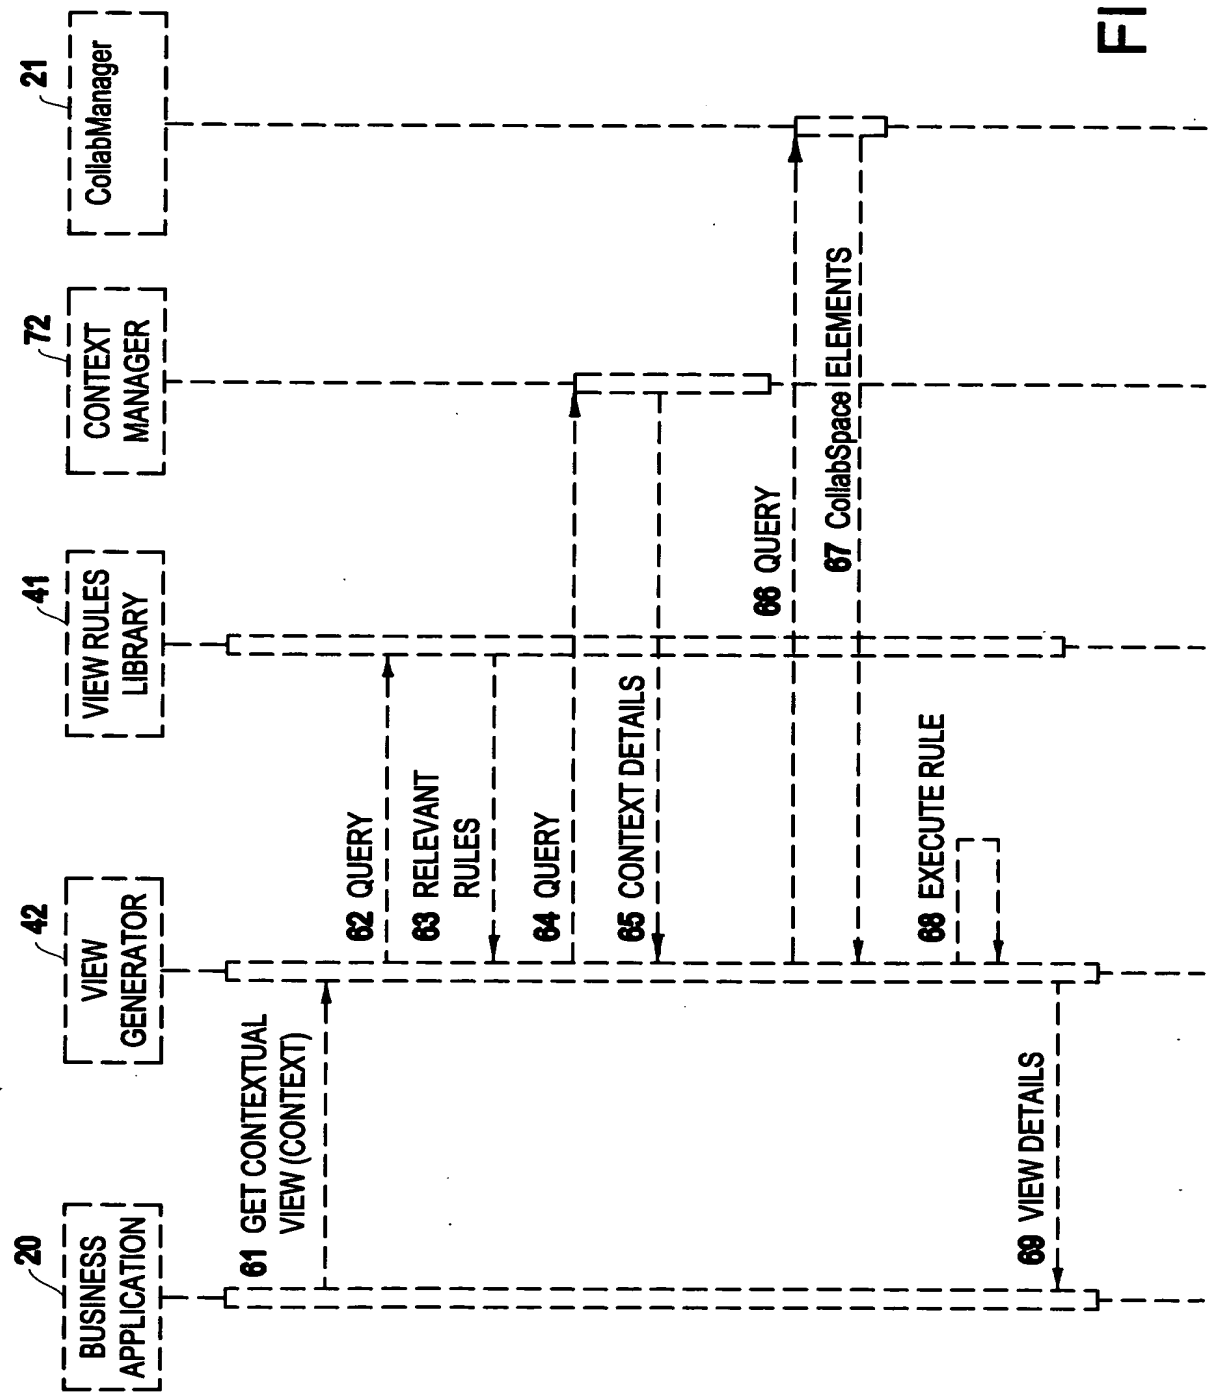 20
BUSINESS
APPLICATION
42
VIEW
GENERATOR
41
VIEW RULES
LIBRARY
72
CONTEXT
MANAGER
21
CollabManager
61 GET CONTEXTUAL
VIEW (CONTEXT)
62 QUERY
63 RELEVANT
RULES
64 QUERY
65 CONTEXT DETAILS
66 QUERY
67 CollabSpace ELEMENTS
68 EXECUTE RULE
69 VIEW DETAILS
FI